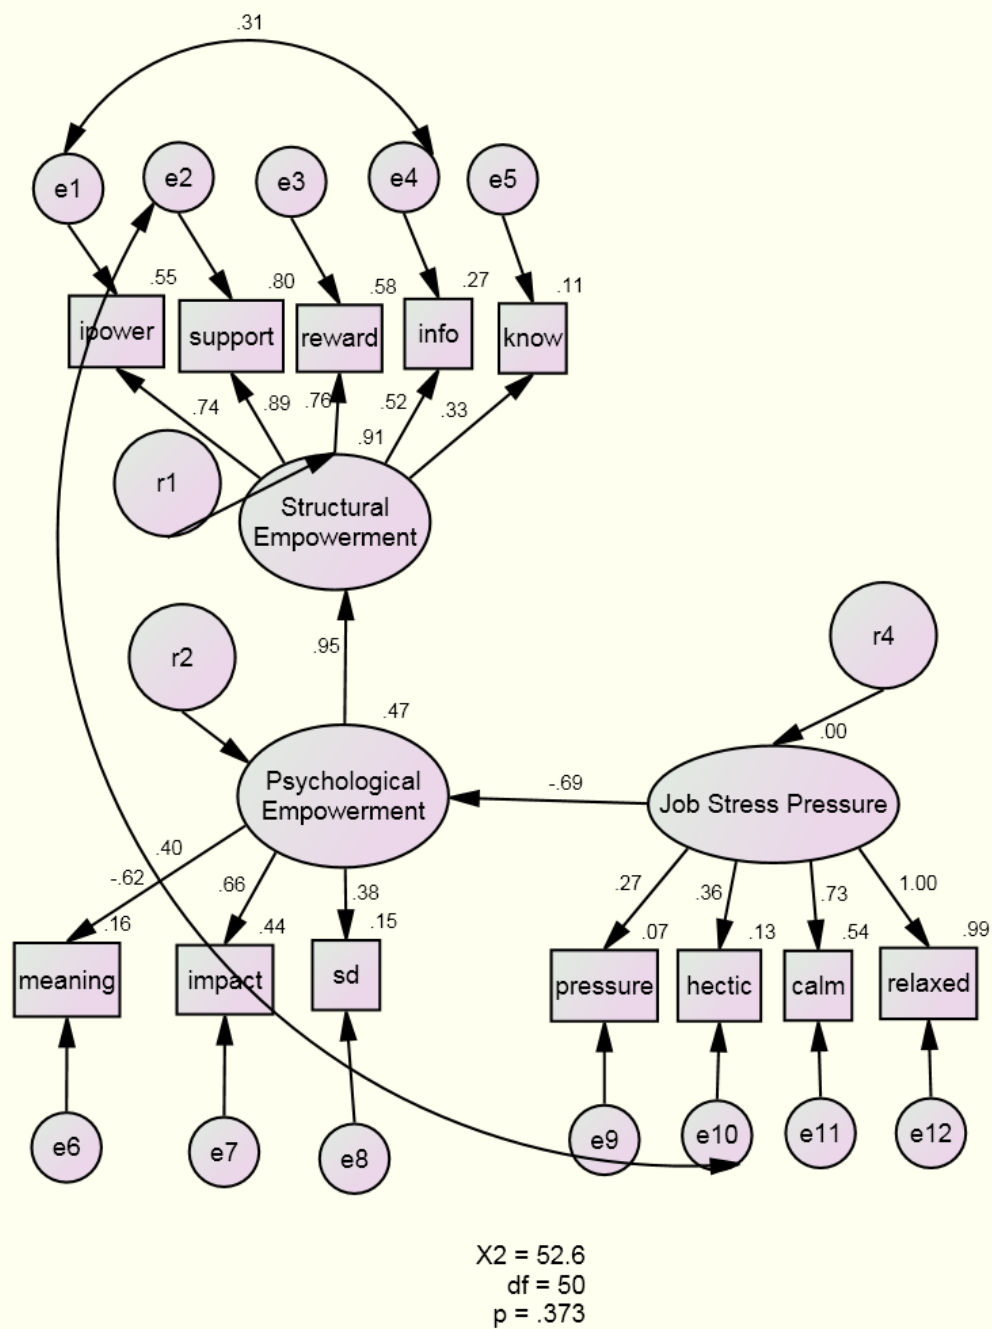 .31
e1
e2
e3
e4
e5
.55
.80
.58
.27
.11
ipower
support
reward
info
know
.74
.89
.76
.52
.33
.91
r1
Structural
Empowerment
r2
.95
r4
.47
.00
Psychological
Empowerment
-.69
Job Stress Pressure
.40
-.62
.66
.38
.27
.36
.73
1.00
.16
.44
.15
.07
.13
.54
.99
meaning
impact
sd
pressure
hectic
calm
relaxed
e6
e7
e8
e9
e10
e11
e12
X2 = 52.6
df = 50
p = .373